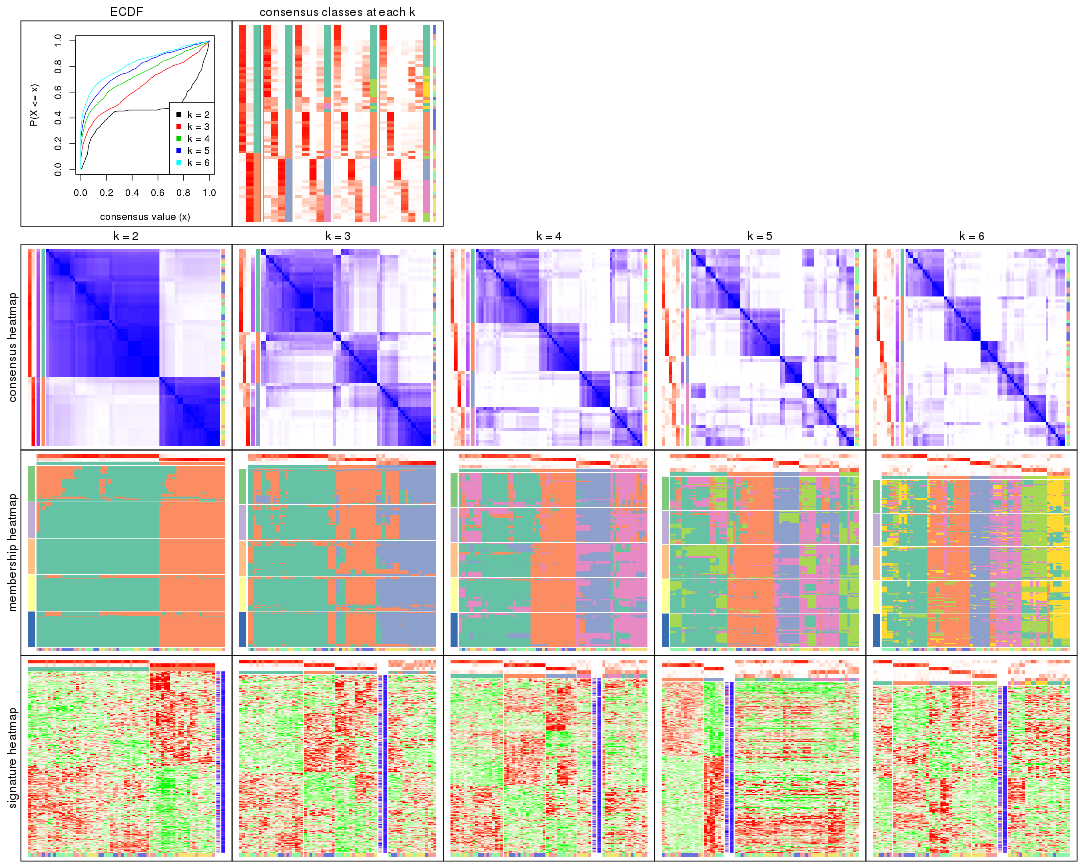 ECDF
consensus classes at each k
P(X <= x)
0.0 0.2 0.4 0.6 0.8 1.0
k = 2
k = 3
k = 4
k = 5
k = 6
0.0 0.2 0.4 0.6 0.8 1.0
consensus value (x)
k = 2 k = 3 k = 4 k = 5 k = 6
consensus heatmap
membership heatmap
signature heatmap